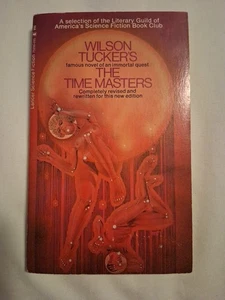 A selection of the Literary Guild of
America's Science Fiction Book Club
WILSON
TUCKER'S
famous novel of an immortal quest:
THE
TIME MASTERS
Completely revised and
rewritten for this new edition